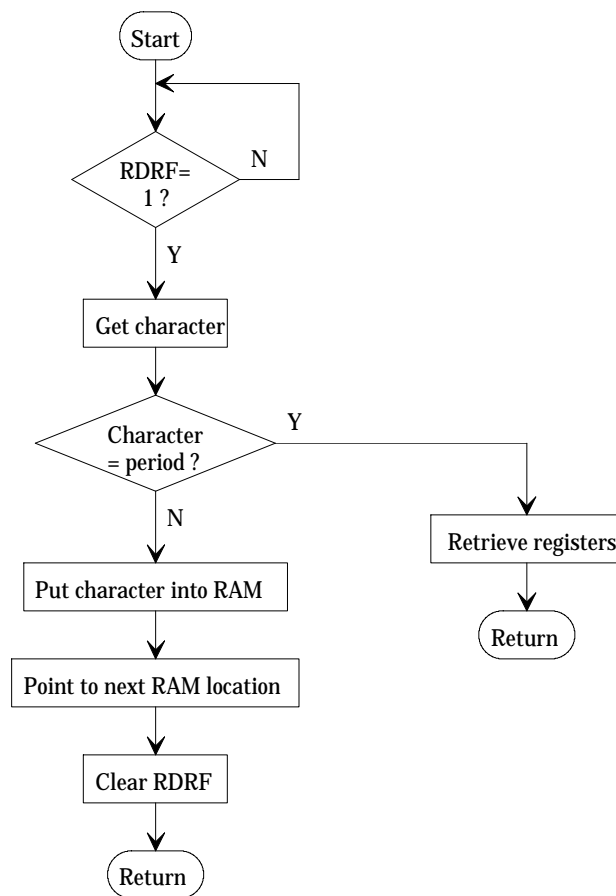 Start
RDRF=
1 ?
N
Y
Get character
Character
= period ?
Y
N
Retrieve registers
Return
Put character into RAM
Point to next RAM location
Clear RDRF
Return